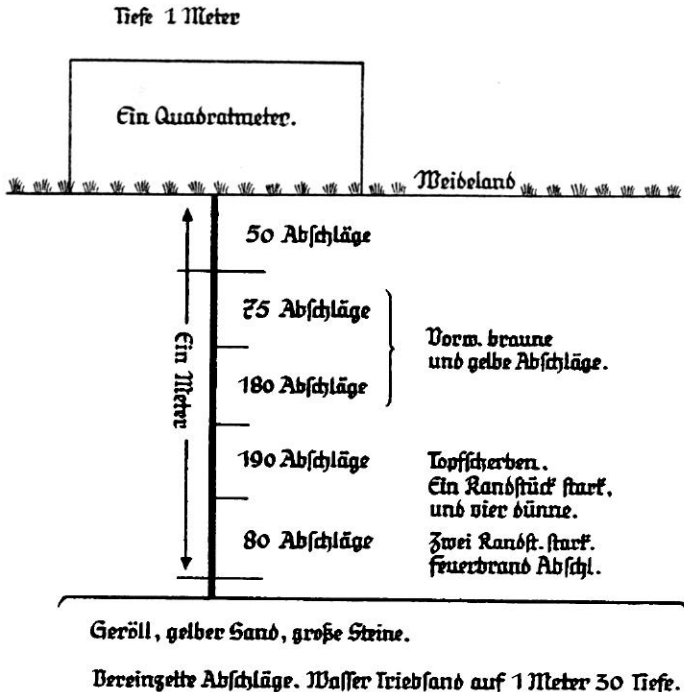 Tiefe 1 Meter
Ein Quadratmeter.
Weideland
50 Abschläge
75 Abschläge
180 Abschläge
Vorw. braune
und gelbe Abschläge.
Ein Meter
190 Abschläge
Topfscherben.
Ein Randstück stark,
und vier dünne.
80 Abschläge
Zwei Randst. stark.
Feuerbrand Abschl.
Geröll, gelber Sand, große Steine.
Vereinzelte Abschläge. Wasser Triebsand auf 1 Meter 30 Tiefe.